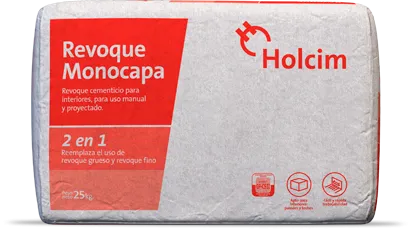 Revoque
Monocapa
Revoque cementicio para
interiores, para uso manual
y proyectado.
2 en 1
Reemplaza el uso de
revoque grueso y revoque fino
25kg
Holcim